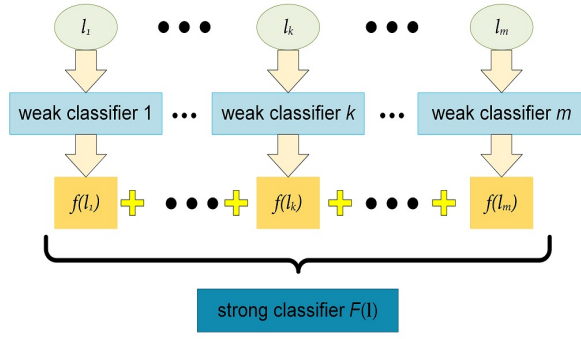 l₁ ••• lₖ ••• lₘ
weak classifier 1 ••• weak classifier k ••• weak classifier m
f(l₁) + ••• + f(lₖ) + ••• + f(lₘ)
strong classifier F(l)